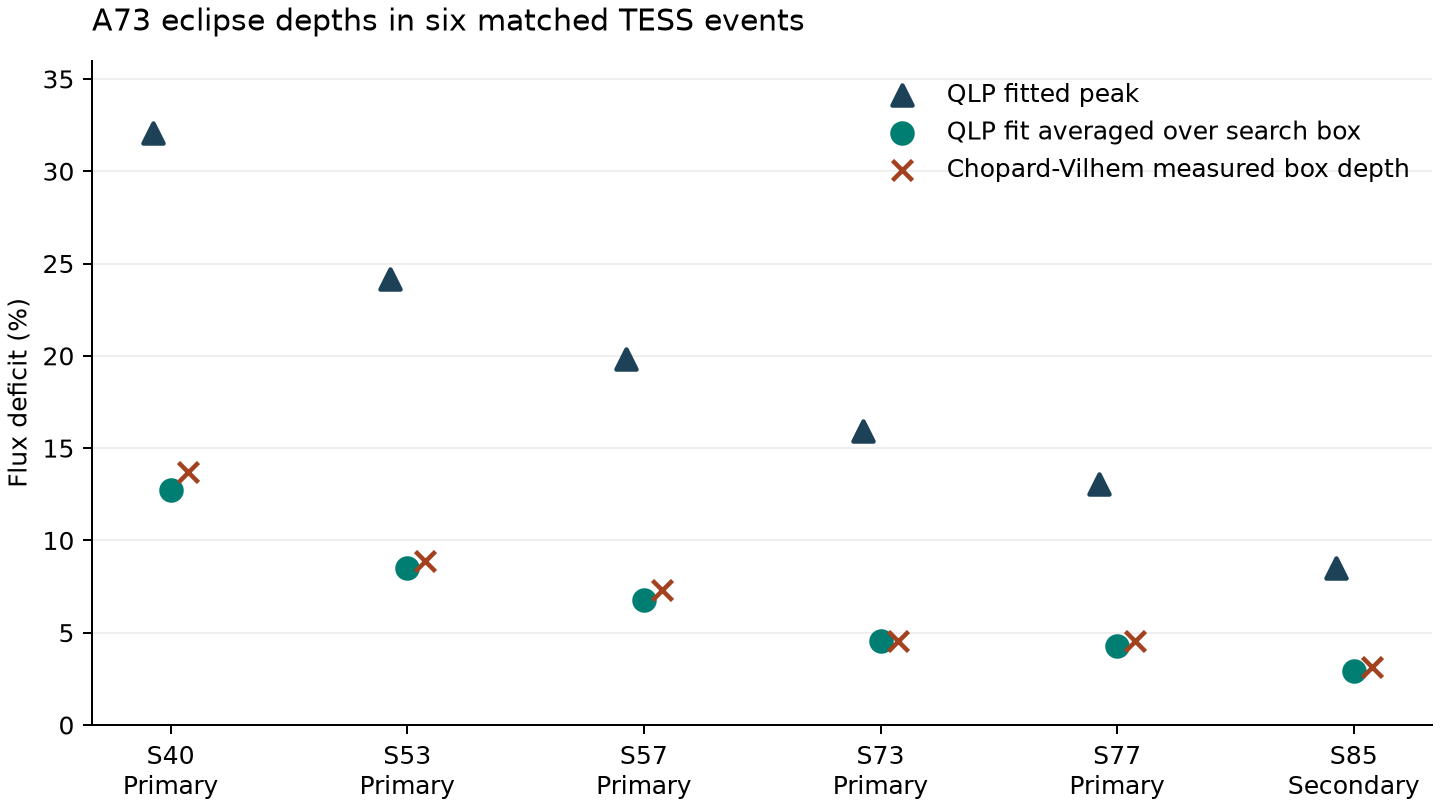 A73 eclipse depths in six matched TESS events
QLP fitted peak
QLP fit averaged over search box
Chopard-Vilhem measured box depth
Flux deficit (%)
35
30
25
20
15
10
5
0
S40
Primary
S53
Primary
S57
Primary
S73
Primary
S77
Primary
S85
Secondary